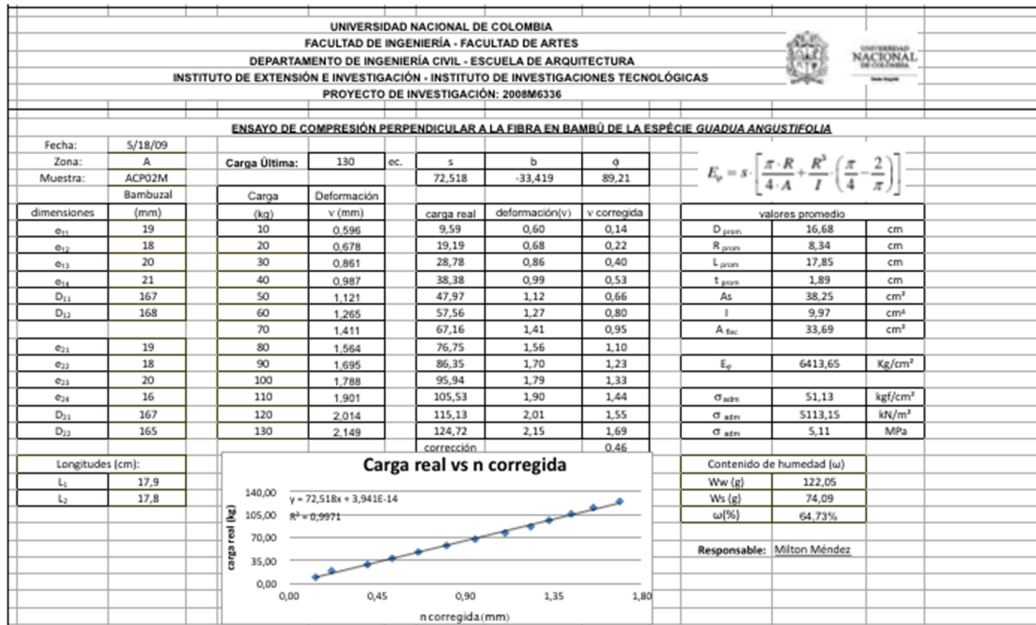 UNIVERSIDAD NACIONAL DE COLOMBIA
FACULTAD DE INGENIERÍA - FACULTAD DE ARTES
DEPARTAMENTO DE INGENIERÍA CIVIL - ESCUELA DE ARQUITECTURA
INSTITUTO DE EXTENSIÓN E INVESTIGACIÓN - INSTITUTO DE INVESTIGACIONES TECNOLÓGICAS
PROYECTO DE INVESTIGACIÓN: 2008M6336
UNIVERSIDAD NACIONAL DE COLOMBIA
ENSAYO DE COMPRESIÓN PERPENDICULAR A LA FIBRA EN BAMBÚ DE LA ESPÉCIE GUADUA ANGUSTIFOLIA
Fecha: 5/18/09
Zona: A Carga Última: 130 ec. s b ϕ
Muestra: ACP02M 72,518 -33,419 89,21
E_φ = s·[π·R/4·A + R³/I·(π/4 − 2/π)]
Bambuzal Carga Deformación
dimensiones (mm) (kg) v (mm) carga real deformación(v) v corregida valores promedio
e₁₁ 19 10 0,596 9,59 0,60 0,14 D prom 16,68 cm
e₁₂ 18 20 0,678 19,19 0,68 0,22 R prom 8,34 cm
e₁₃ 20 30 0,861 28,78 0,86 0,40 L prom 17,85 cm
e₁₄ 21 40 0,987 38,38 0,99 0,53 t prom 1,89 cm
D₁₁ 167 50 1,121 47,97 1,12 0,66 As 38,25 cm²
D₁₂ 168 60 1,265 57,56 1,27 0,80 I 9,97 cm⁴
70 1,411 67,16 1,41 0,95 A flec 33,69 cm²
e₂₁ 19 80 1,564 76,75 1,56 1,10
e₂₂ 18 90 1,695 86,35 1,70 1,23 E_φ 6413,65 Kg/cm²
e₂₃ 20 100 1,788 95,94 1,79 1,33
e₂₄ 16 110 1,901 105,53 1,90 1,44 σ adm 51,13 kgf/cm²
D₂₁ 167 120 2,014 115,13 2,01 1,55 σ adm 5113,15 kN/m²
D₂₂ 165 130 2,149 124,72 2,15 1,69 σ adm 5,11 MPa
corrección 0,46
Longitudes (cm): Contenido de humedad (ω)
L₁ 17,9 Ww (g) 122,05
L₂ 17,8 Ws (g) 74,09
ω(%) 64,73%
Responsable: Milton Méndez
Carga real vs n corregida
y = 72,518x + 3,941E-14
R² = 0,9971
carga real (kg)
140,00
105,00
70,00
35,00
0,00
0,00 0,45 0,90 1,35 1,80
n corregida (mm)